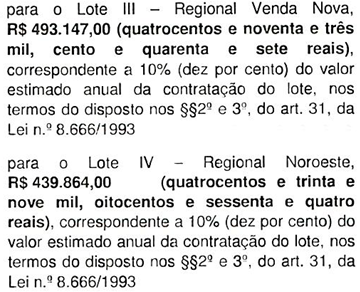 para o Lote III – Regional Venda Nova,
R$ 493.147,00 (quatrocentos e noventa e três
mil, cento e quarenta e sete reais),
correspondente a 10% (dez por cento) do valor
estimado anual da contratação do lote, nos
termos do disposto nos §§2º e 3º, do art. 31, da
Lei n.º 8.666/1993
para o Lote IV – Regional Noroeste,
R$ 439.864,00 (quatrocentos e trinta e
nove mil, oitocentos e sessenta e quatro
reais), correspondente a 10% (dez por cento) do
valor estimado anual da contratação do lote, nos
termos do disposto nos §§2º e 3º, do art. 31, da
Lei n.º 8.666/1993